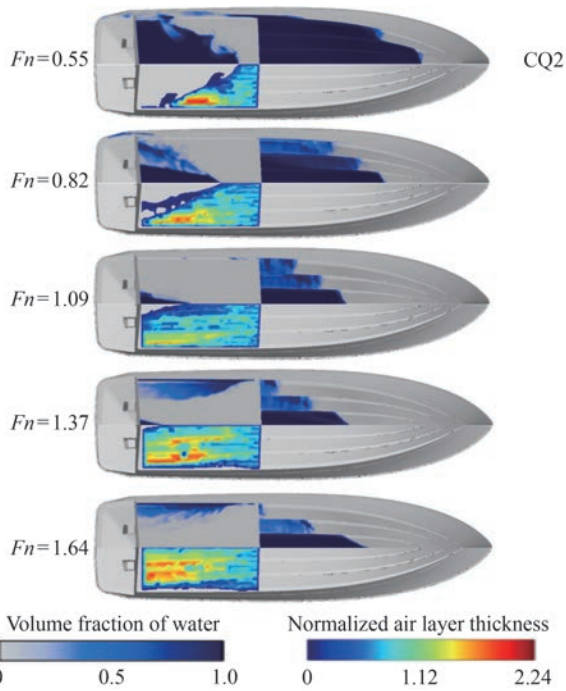 Fn=0.55
CQ2
Fn=0.82
Fn=1.09
Fn=1.37
Fn=1.64
Volume fraction of water
Normalized air layer thickness
0 0.5 1.0
0 1.12 2.24